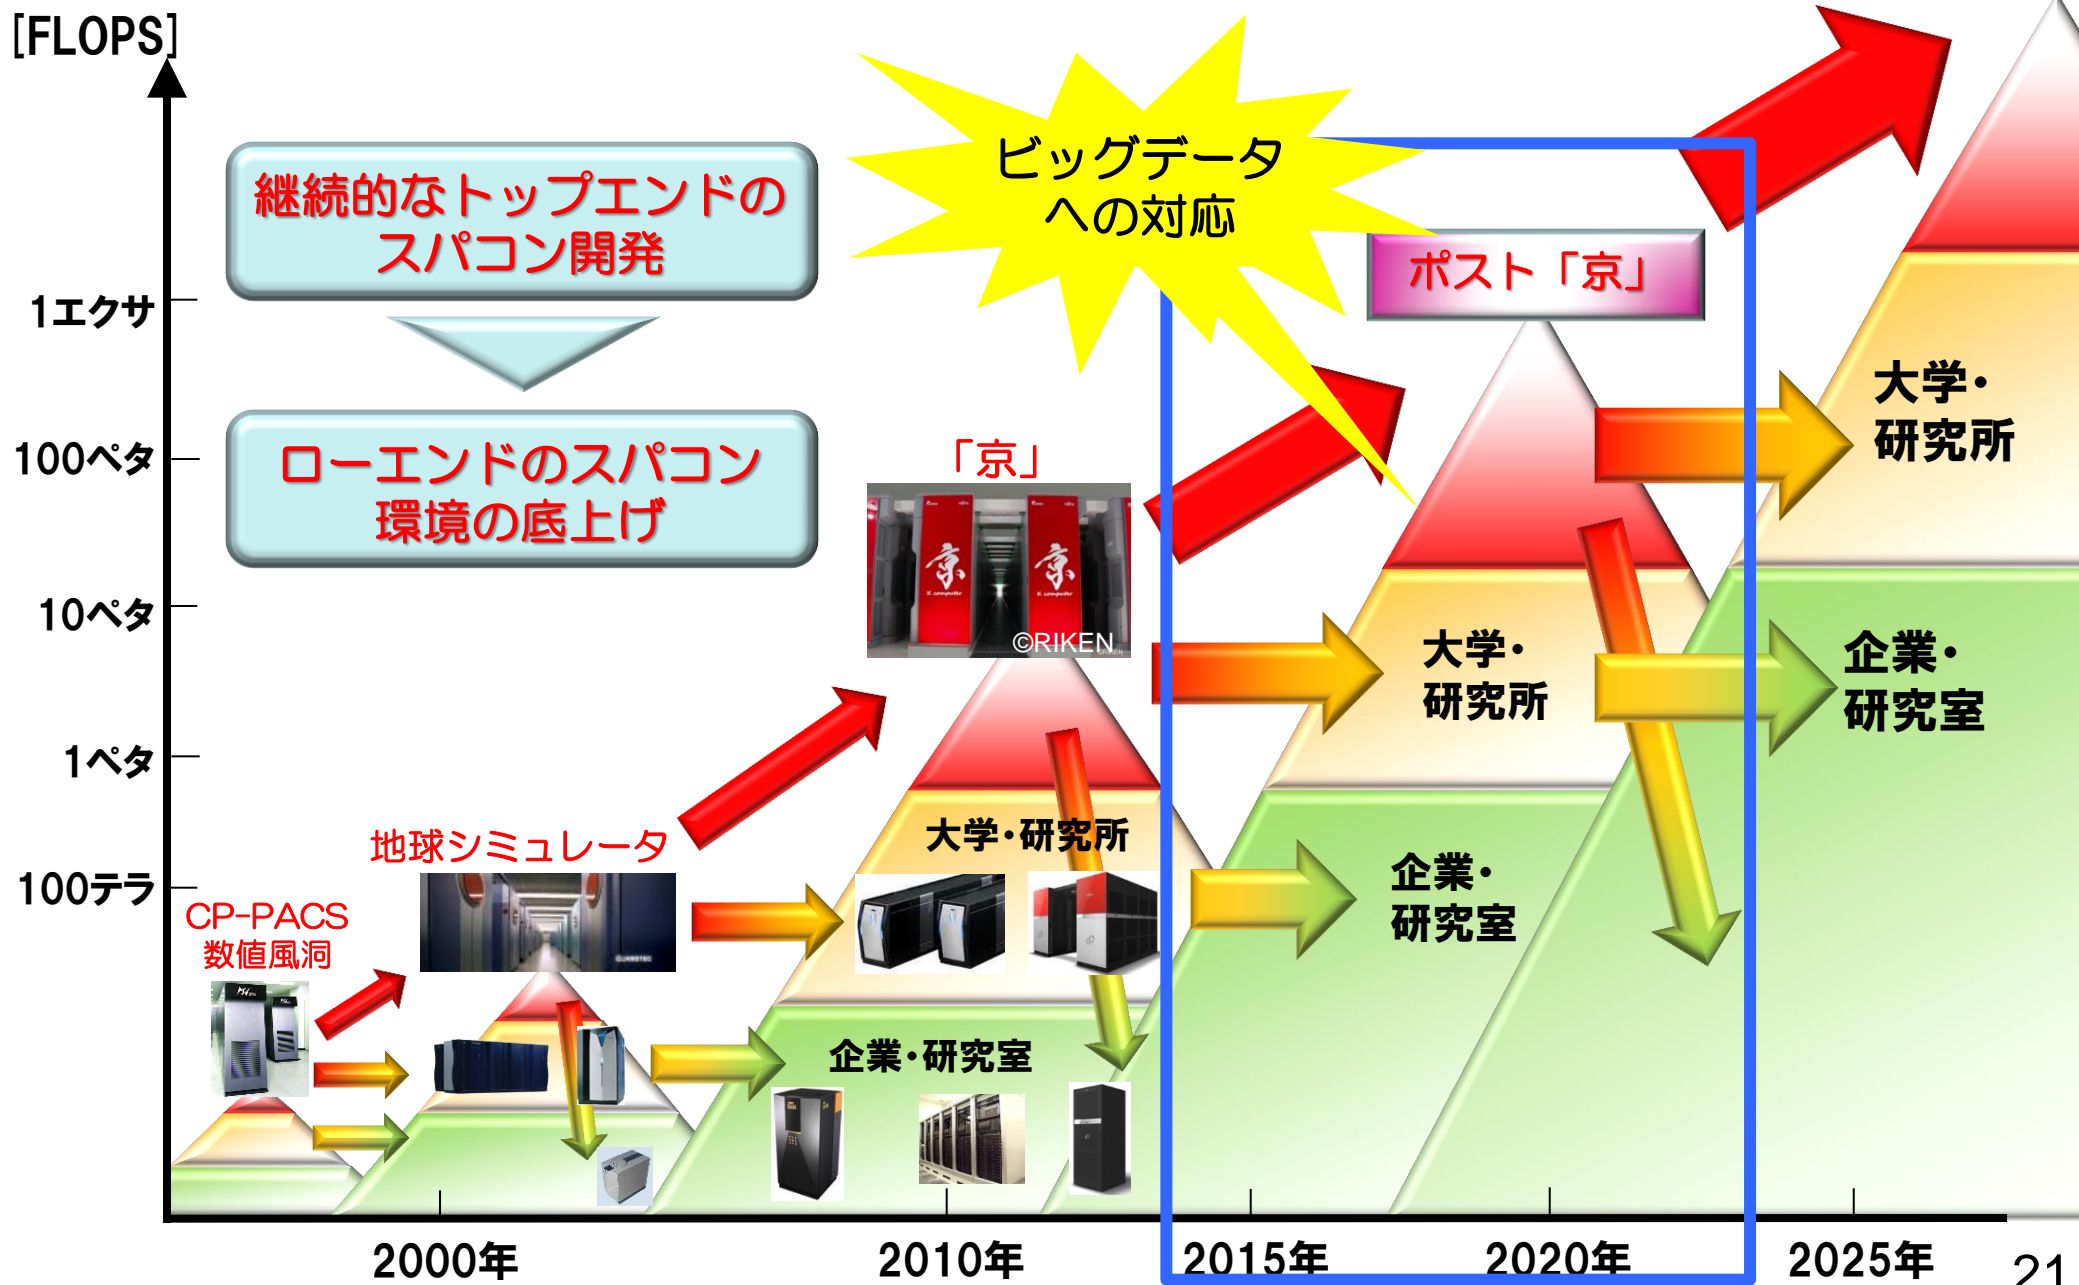 [FLOPS]
継続的なトップエンドの
スパコン開発
ローエンドのスパコン
環境の底上げ
ビッグデータ
への対応
ポスト「京」
1エクサ
100ペタ
10ペタ
1ペタ
100テラ
「京」
京
K computer
京
K computer
©RIKEN
地球シミュレータ
CP-PACS
数値風洞
大学・研究所
企業・研究室
大学・
研究所
企業・
研究室
大学・
研究所
企業・
研究室
2000年
2010年
2015年
2020年
2025年
21